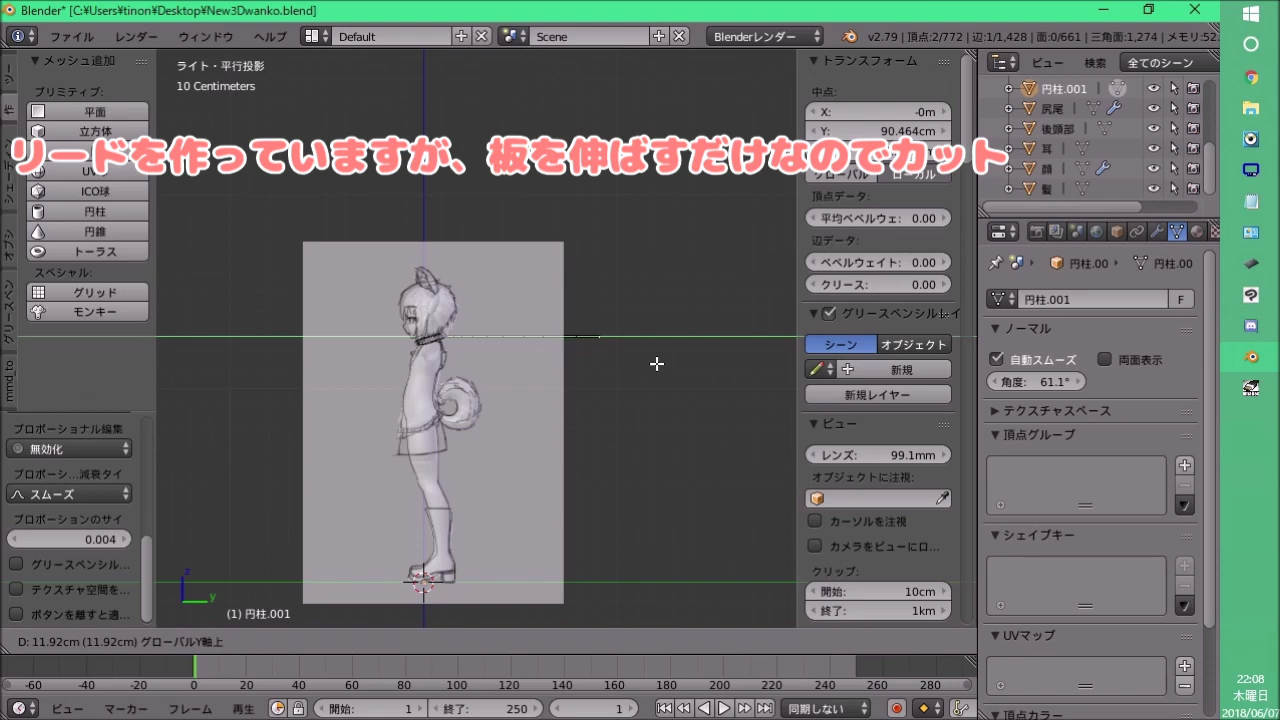 Blender* [C:¥Users¥tinon¥Desktop¥New3Dwanko.blend]
ファイル レンダー ウィンドウ ヘルプ Default Scene Blenderレンダー v2.79 | 頂点:2/772 | 辺:1/1,428 | 面:0/661 | 三角面:1,274 | メモリ:52.
メッシュ追加
プリミティブ:
平面
立方体
ICO球
円柱
円錐
トーラス
スペシャル:
グリッド
モンキー
mmd_to
プロポーショナル編集
無効化
プロポーシ...減衰タイ
スムーズ
プロポーションのサイ
0.004
グリースペンシル...
テクスチャ空間を...
ボタンを離すと適...
ライト・平行投影
10 Centimeters
リードを作っていますが、板を伸ばすだけなのでカット
(1) 円柱.001
D: 11.92cm (11.92cm) グローバルY軸上
トランスフォーム
中点:
X: -0m
Y: 90.464cm
グローバル ローカル
頂点データ:
平均ベベルウェ: 0.00
辺データ:
ベベルウェイト: 0.00
クリース: 0.00
グリースペンシルレイ
シーン オブジェクト
新規
新規レイヤー
ビュー
レンズ: 99.1mm
オブジェクトに注視:
カーソルを注視
カメラをビューにロ...
クリップ:
開始: 10cm
終了: 1km
ビュー 検索 全てのシーン
円柱.001
尻尾
後頭部
耳
顔
髪
円柱.00 円柱.00
円柱.001 F
ノーマル
自動スムーズ 両面表示
角度: 61.1°
テクスチャスペース
頂点グループ
シェイプキー
UVマップ
頂点カラー
-60 -40 -20 0 20 40 60 80 100 120 140 160 180 200 220 240 260 280
ビュー マーカー フレーム 再生 開始: 1 終了: 250 1 同期しない
22:08
木曜日
2018/06/07